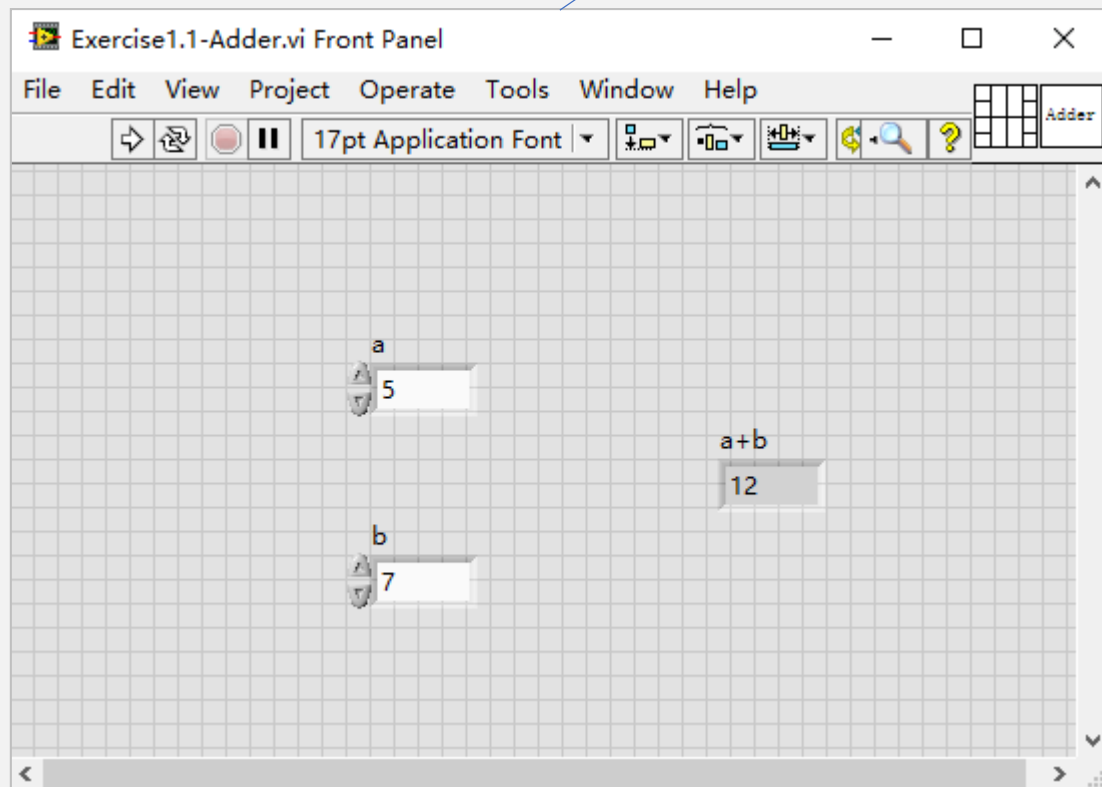 Exercise1.1-Adder.vi Front Panel
File Edit View Project Operate Tools Window Help
Adder
17pt Application Font
a
5
a+b
12
b
7